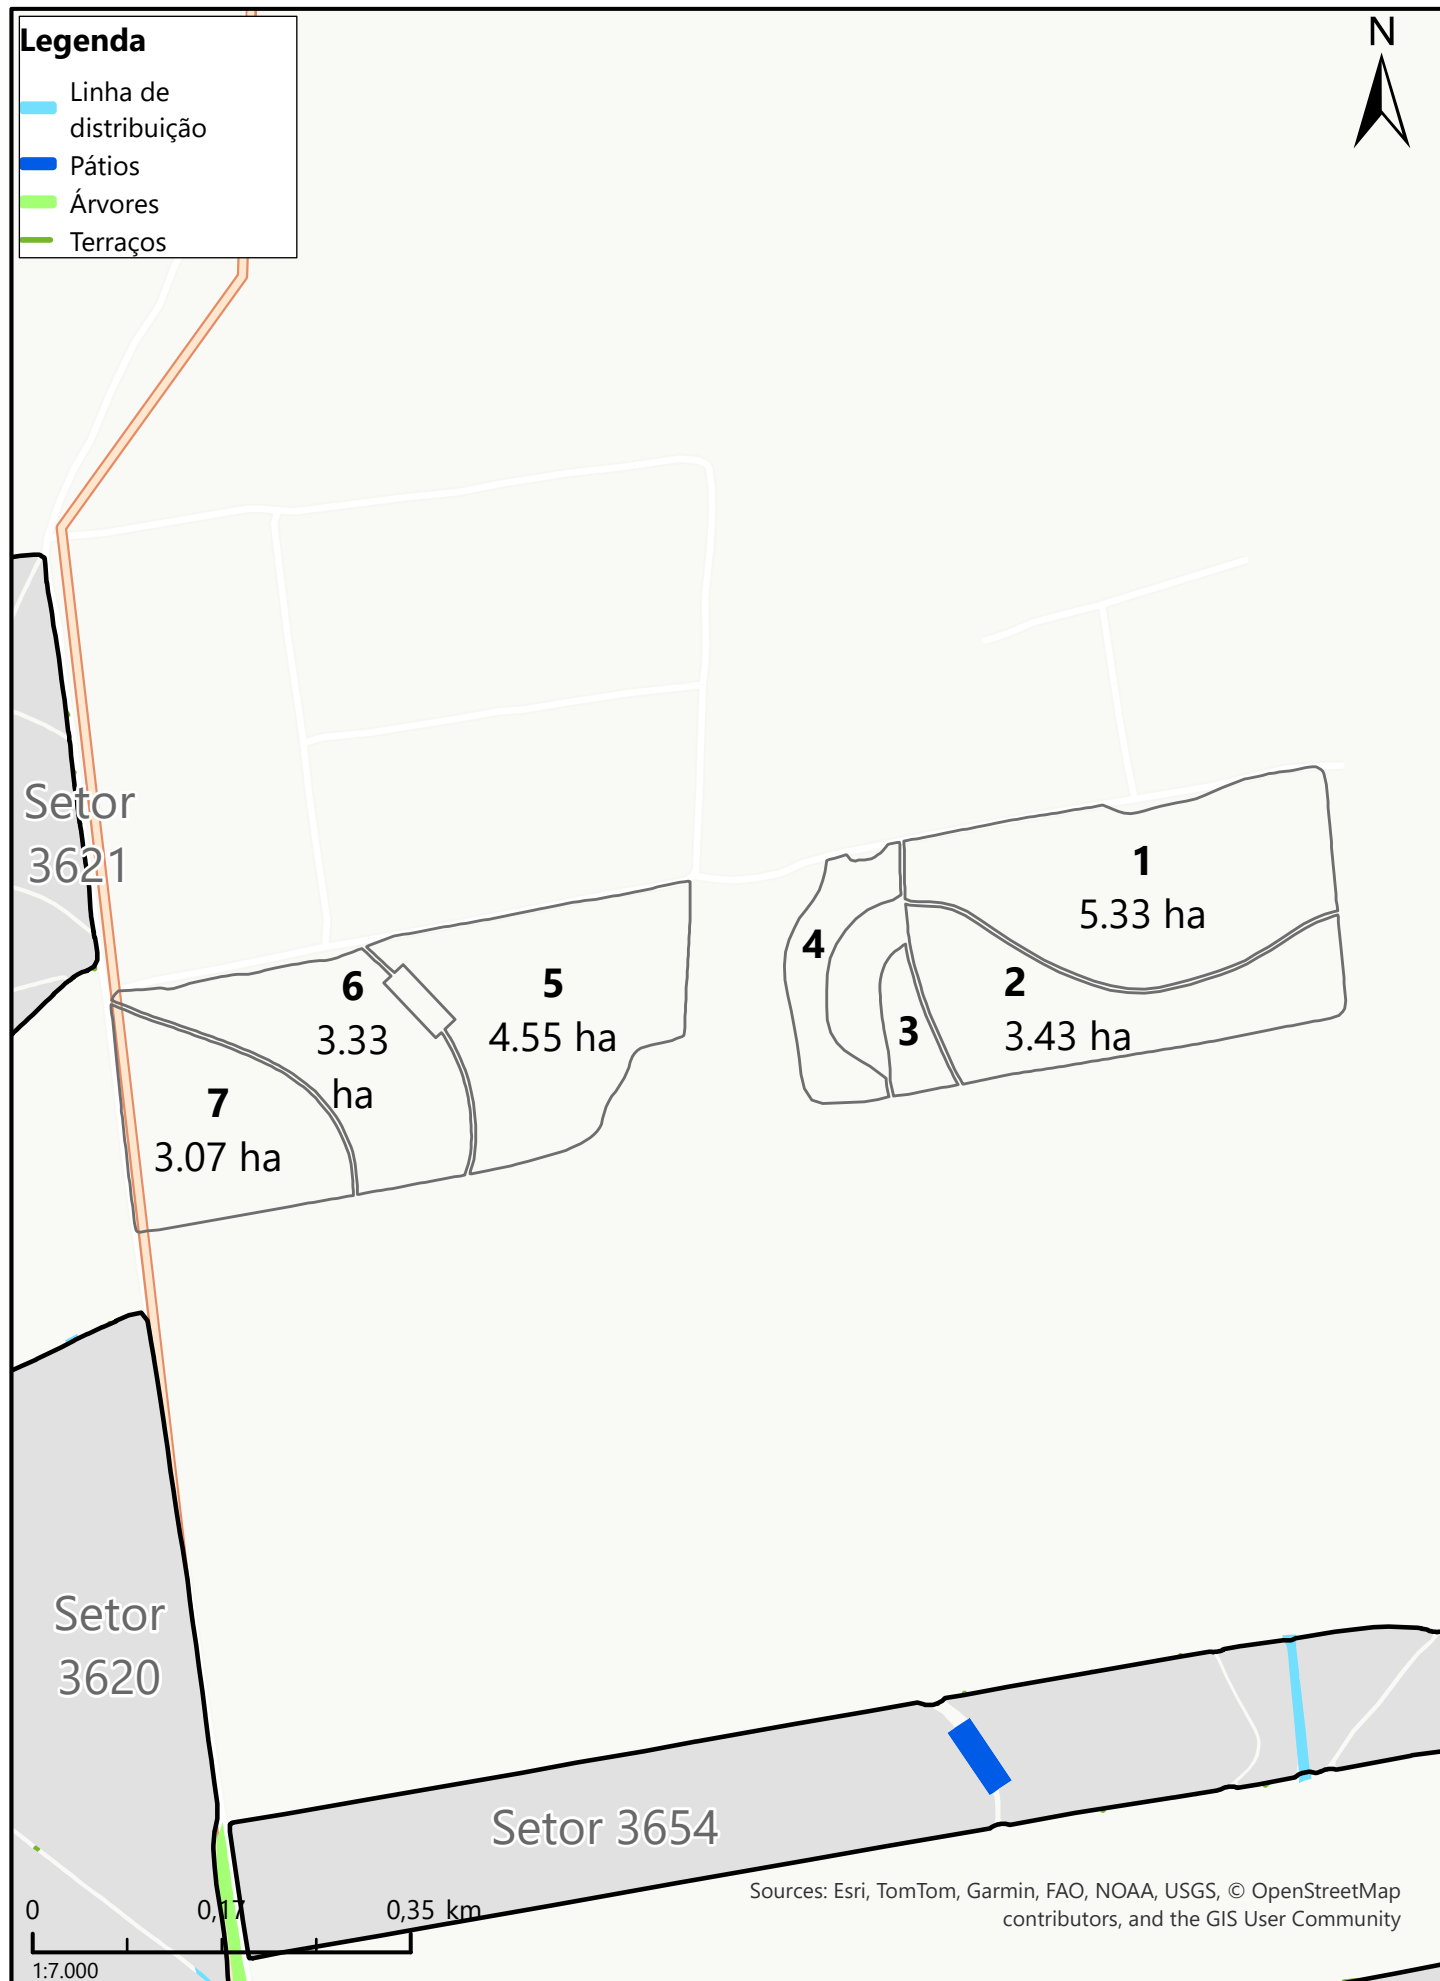 Legenda
Linha de
distribuição
Pátios
Árvores
Terraços
N
Setor
3621
1
5.33 ha
4
2
3.43 ha
3
6
3.33
ha
5
4.55 ha
7
3.07 ha
Setor
3620
Setor 3654
Sources: Esri, TomTom, Garmin, FAO, NOAA, USGS, © OpenStreetMap
contributors, and the GIS User Community
0 0,17 0,35 km
1:7.000